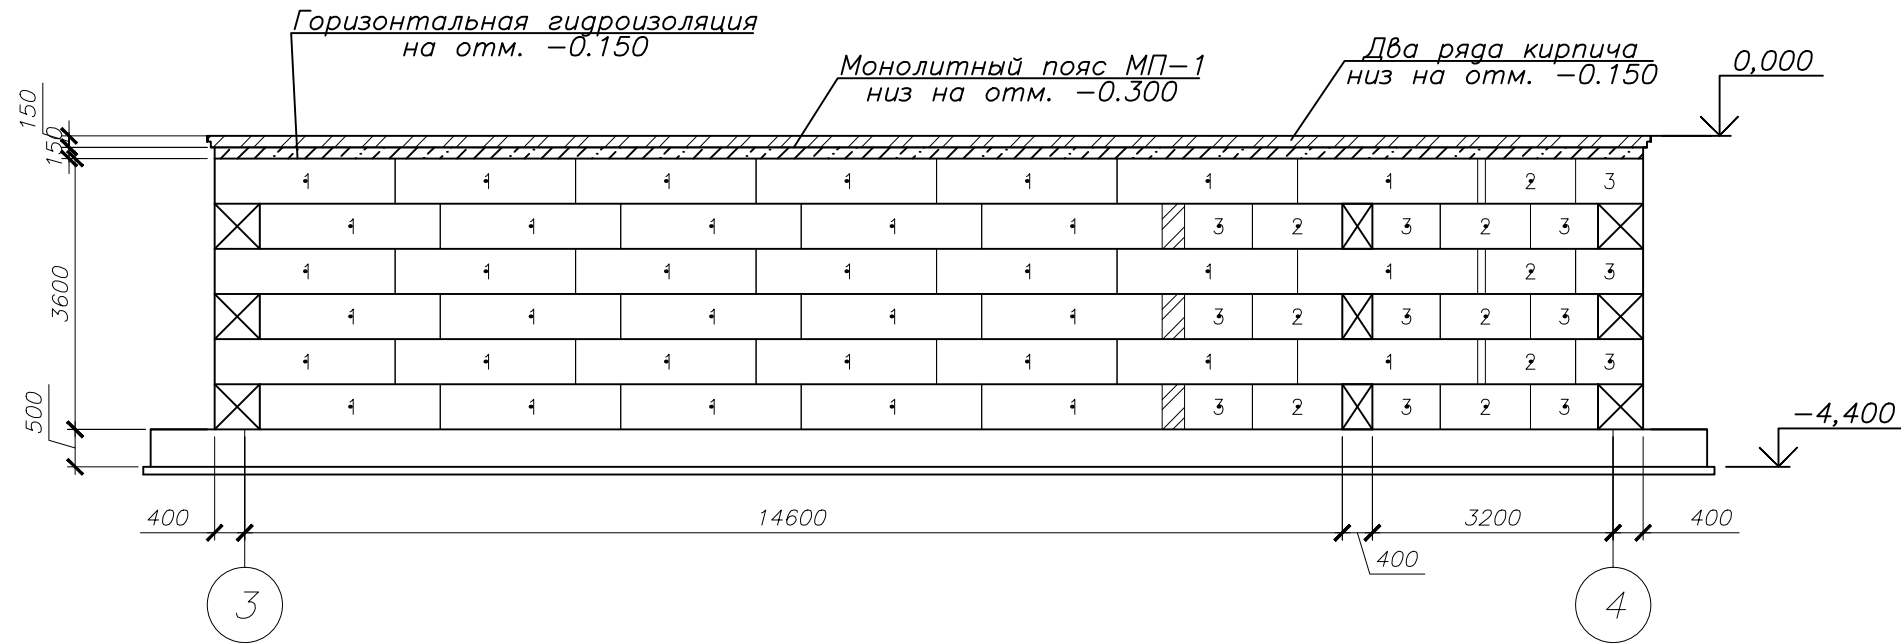 Горизонтальная гидроизоляция
на отм. -0.150
Монолитный пояс МП-1
низ на отм. -0.300
Два ряда кирпича
низ на отм. -0.150
0,000
150
150
1 1 1 1 1 1 1 2 3
1 1 1 1 1 3 2 3 2 3
1 1 1 1 1 1 1 2 3
3600
1 1 1 1 1 3 2 3 2 3
1 1 1 1 1 1 1 2 3
500
1 1 1 1 1 3 2 3 2 3
-4,400
400 14600 3200 400
400
3 4